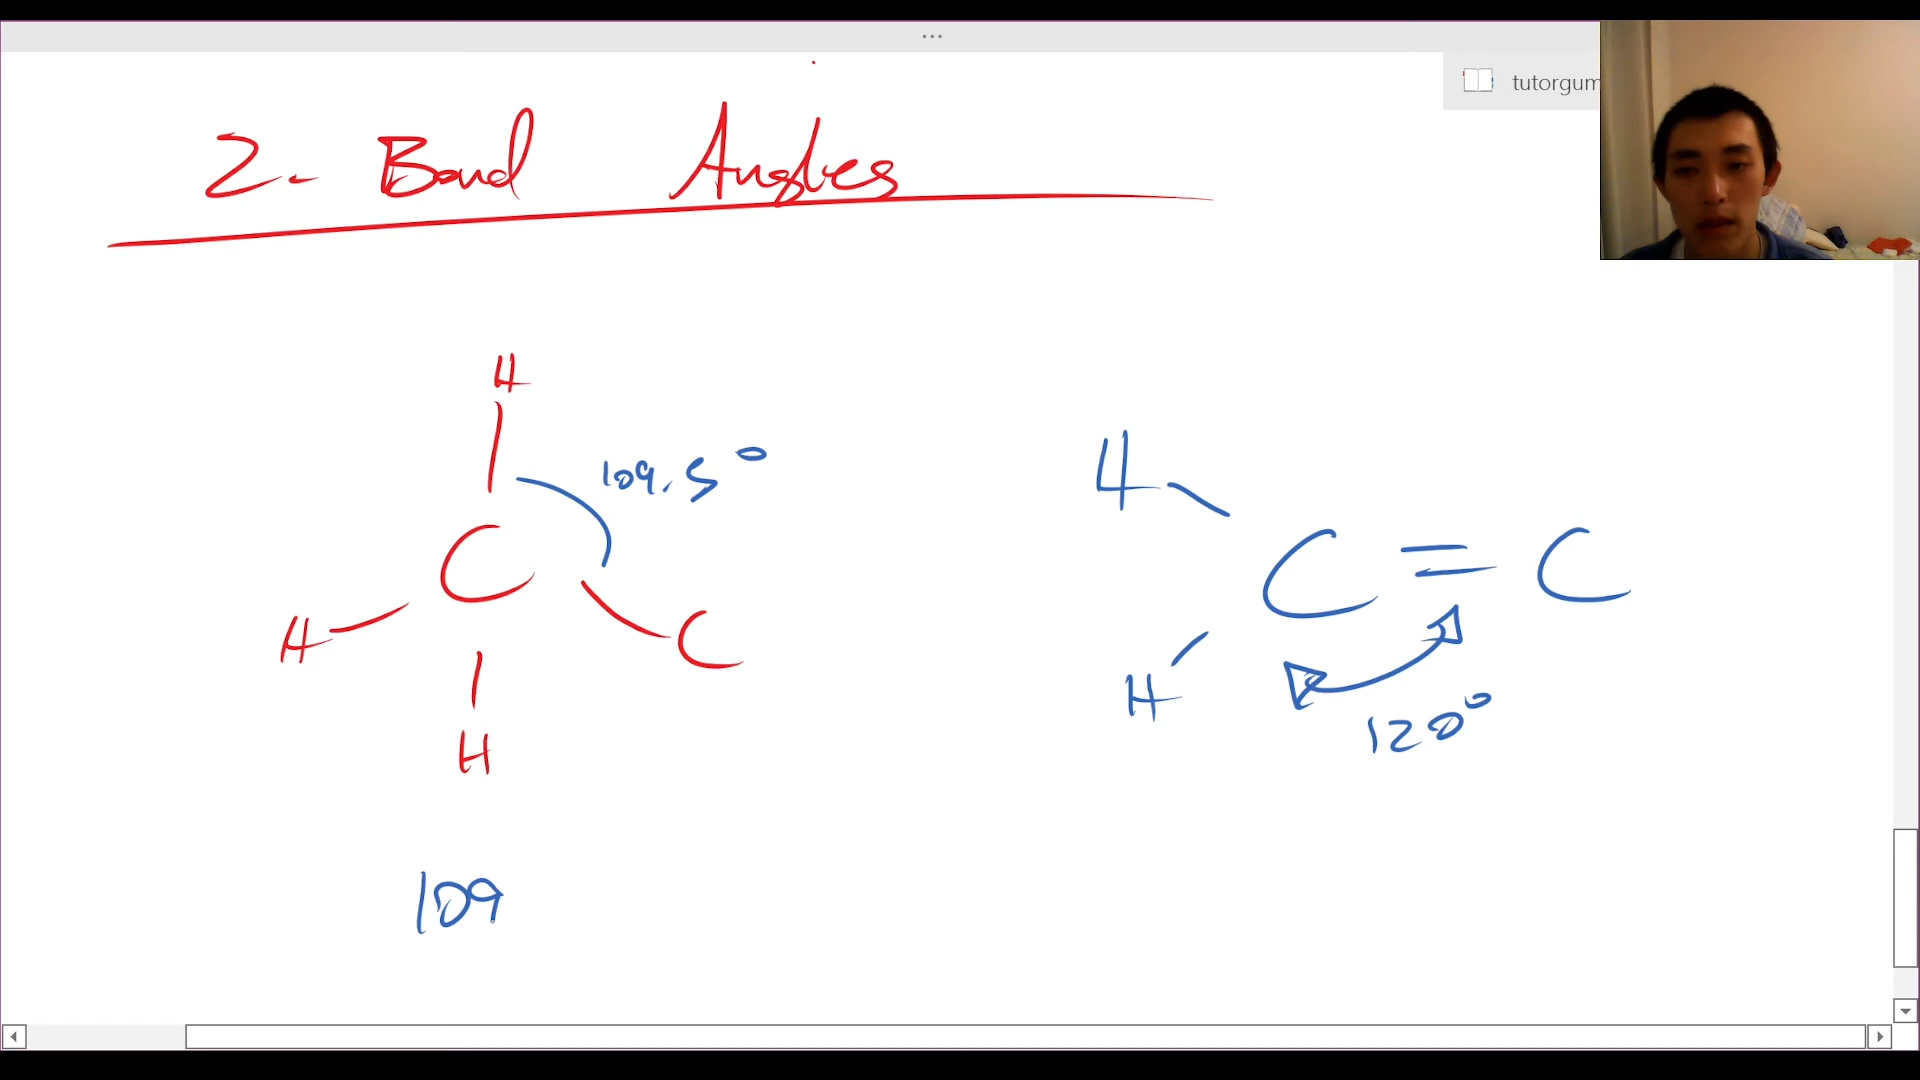 ...
tutorgum
2. Bond Angles
H
109.5°
C
H
C
H
H
C = C
H
120°
109